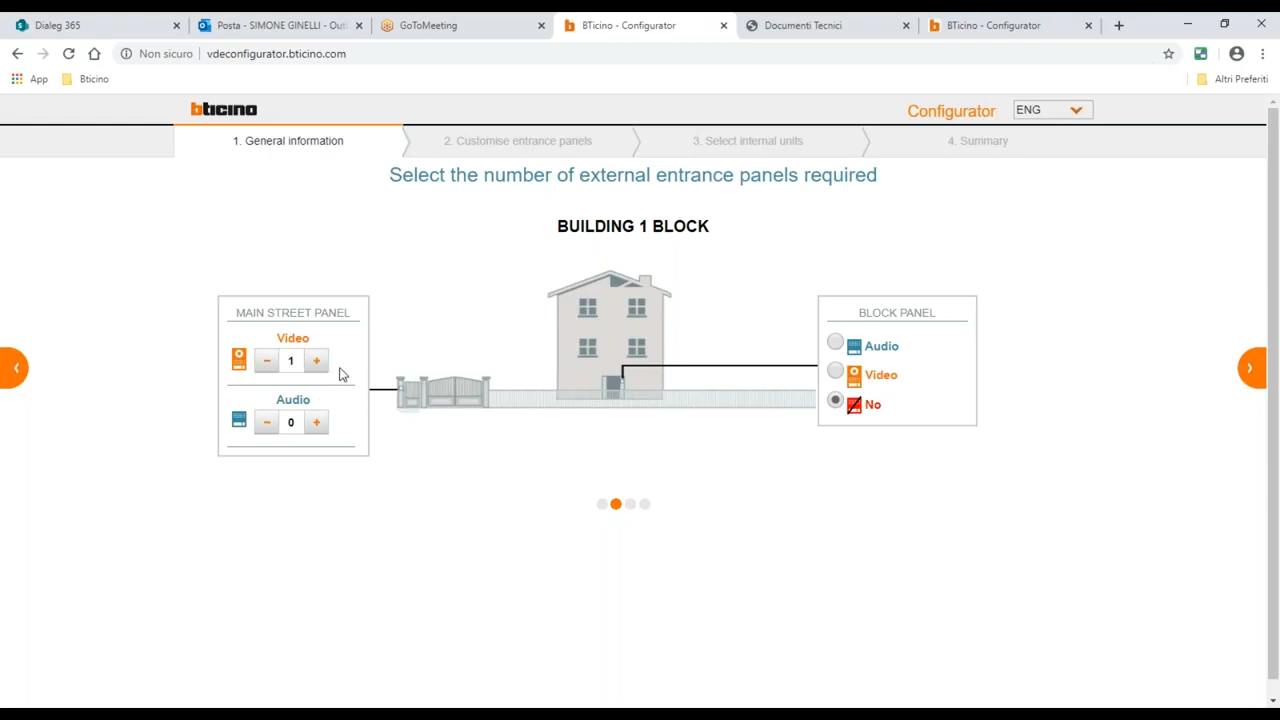 Dialeg 365
Posta - SIMONE GINELLI - Outl
GoToMeeting
BTicino - Configurator
Documenti Tecnici
BTicino - Configurator
Non sicuro
vdeconfigurator.bticino.com
App
Bticino
Altri Preferiti
bticino
Configurator
ENG
1. General information
2. Customise entrance panels
3. Select internal units
4. Summary
Select the number of external entrance panels required
BUILDING 1 BLOCK
MAIN STREET PANEL
Video
- 1 +
Audio
- 0 +
BLOCK PANEL
Audio
Video
No